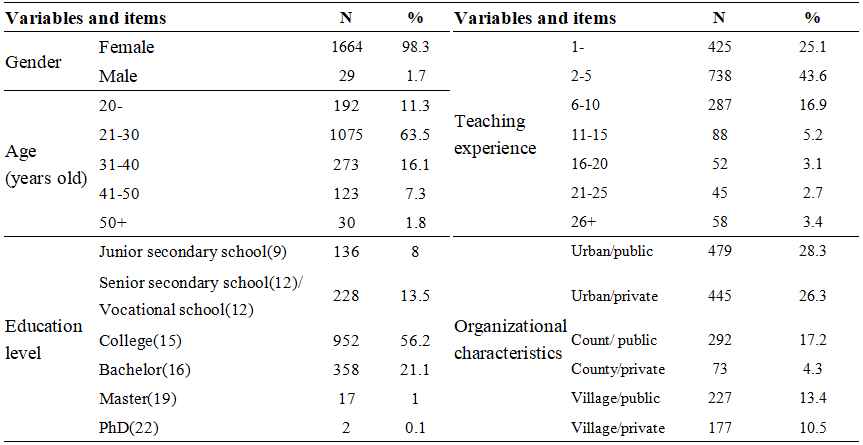 Variables and items N % Variables and items N %
Gender Female 1664 98.3 Teaching experience 1- 425 25.1
Male 29 1.7 2-5 738 43.6
Age (years old) 20- 192 11.3 6-10 287 16.9
21-30 1075 63.5 11-15 88 5.2
31-40 273 16.1 16-20 52 3.1
41-50 123 7.3 21-25 45 2.7
50+ 30 1.8 26+ 58 3.4
Education level Junior secondary school(9) 136 8 Organizational characteristics Urban/public 479 28.3
Senior secondary school(12)/
Vocational school(12) 228 13.5 Urban/private 445 26.3
College(15) 952 56.2 Count/ public 292 17.2
Bachelor(16) 358 21.1 County/private 73 4.3
Master(19) 17 1 Village/public 227 13.4
PhD(22) 2 0.1 Village/private 177 10.5